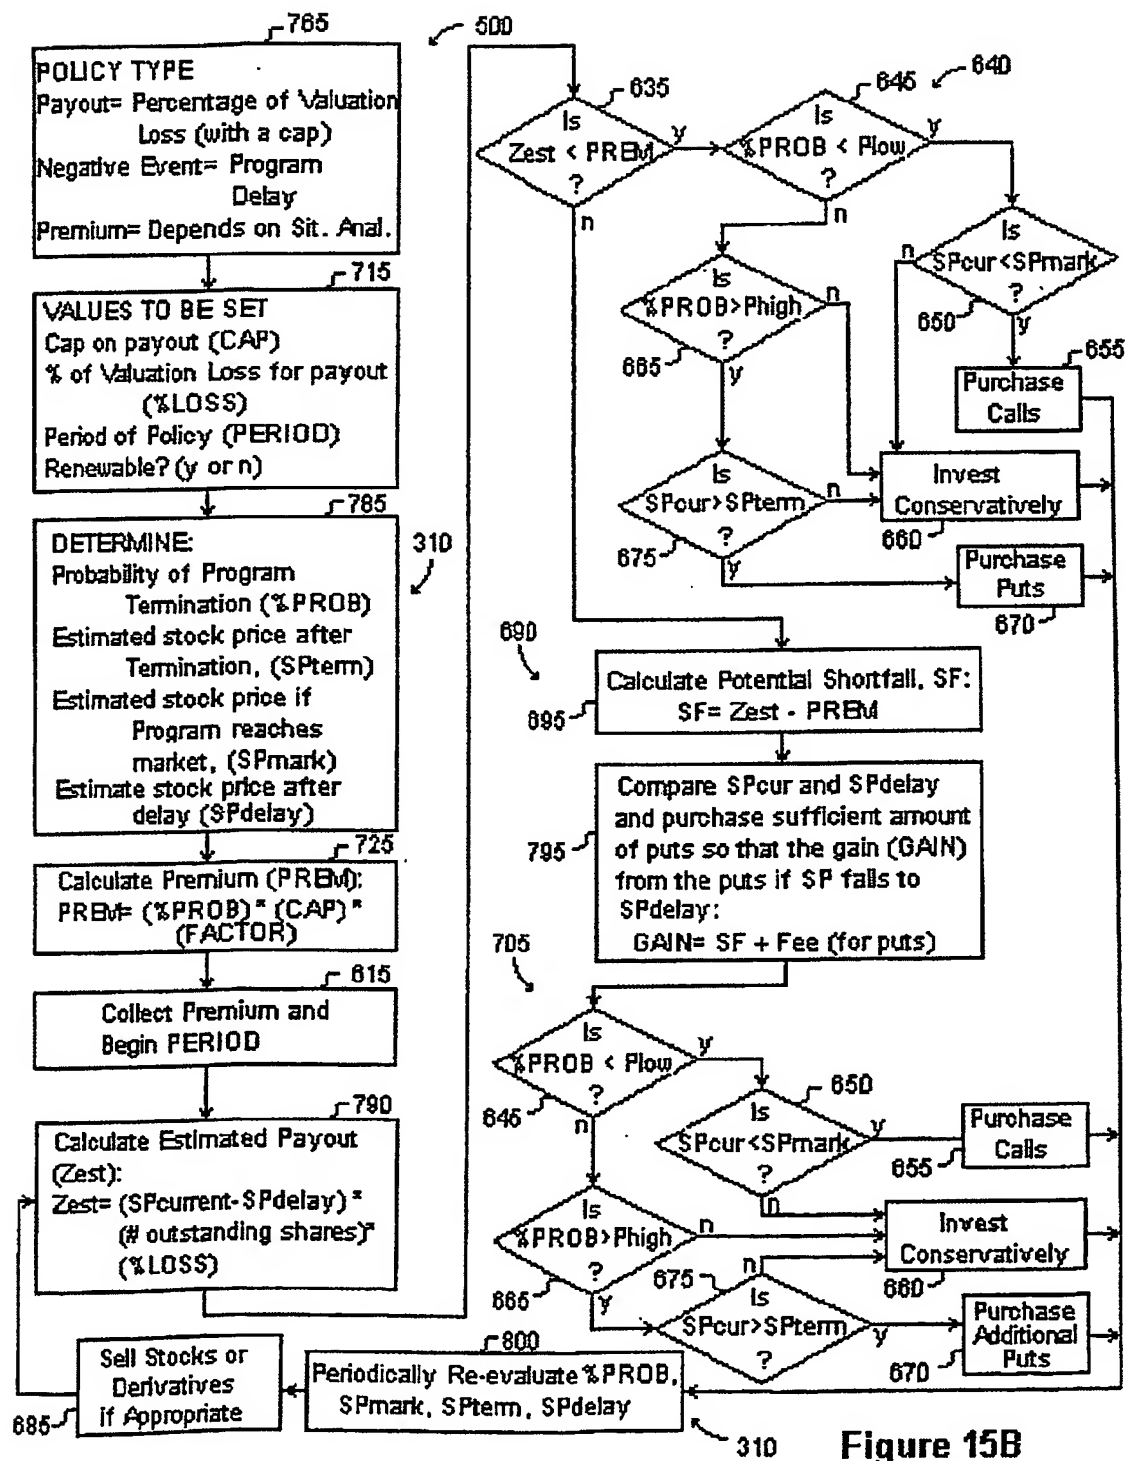 765
500
POLICY TYPE
Payout= Percentage of Valuation
Loss (with a cap)
Negative Event= Program
Delay
Premium= Depends on Sit. Anal.
715
VALUES TO BE SET
Cap on payout (CAP)
% of Valuation Loss for payout
(%LOSS)
Period of Policy (PERIOD)
Renewable? (y or n)
785
DETERMINE:
Probability of Program
Termination (%PROB)
Estimated stock price after
Termination, (SPterm)
Estimated stock price if
Program reaches
market, (SPmark)
Estimate stock price after
delay (SPdelay)
310
725
Calculate Premium (PREM):
PREM= (%PROB)* (CAP)*
(FACTOR)
615
Collect Premium and
Begin PERIOD
790
Calculate Estimated Payout
(Zest):
Zest= (SPcurrent-SPdelay)*
(# outstanding shares)*
(%LOSS)
635
Is
Zest < PREM
?
y
n
645
640
Is
%PROB < Plow
?
y
n
Is
SPcur<SPmark
?
n
y
650
655
Purchase
Calls
Is
%PROB>Phigh
?
n
y
665
Is
SPcur>SPterm
?
n
y
675
Invest
Conservatively
660
Purchase
Puts
670
690
Calculate Potential Shortfall, SF:
SF= Zest - PREM
695
Compare SPcur and SPdelay
and purchase sufficient amount
of puts so that the gain (GAIN)
from the puts if SP falls to
SPdelay:
GAIN= SF + Fee (for puts)
795
705
Is
%PROB < Plow
?
y
n
645
650
Is
SPcur<SPmark
?
y
n
Purchase
Calls
655
Is
%PROB>Phigh
?
n
y
665
Invest
Conservatively
660
675
n
Is
SPcur>SPterm
?
y
Purchase
Additional
Puts
670
800
Periodically Re-evaluate %PROB,
SPmark, SPterm, SPdelay
310
Sell Stocks or
Derivatives
if Appropriate
685
Figure 15B